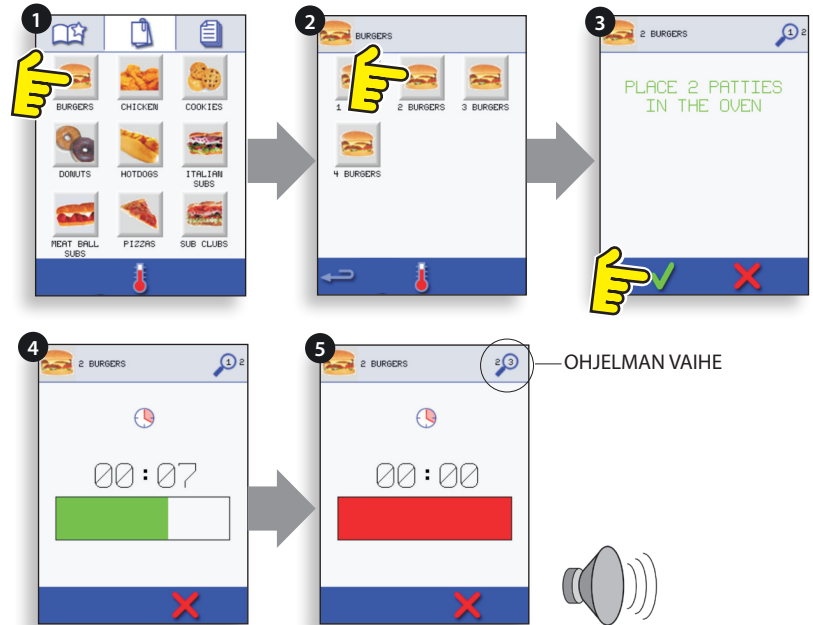 1
BURGERS
CHICKEN
COOKIES
DONUTS
HOTDOGS
ITALIAN
SUBS
MEAT BALL
SUBS
PIZZAS
SUB CLUBS
2
BURGERS
1
2 BURGERS
3 BURGERS
4 BURGERS
3
2 BURGERS
1 2
PLACE 2 PATTIES
IN THE OVEN
4
2 BURGERS
1 2
00:07
5
2 BURGERS
2 3
OHJELMAN VAIHE
00:00